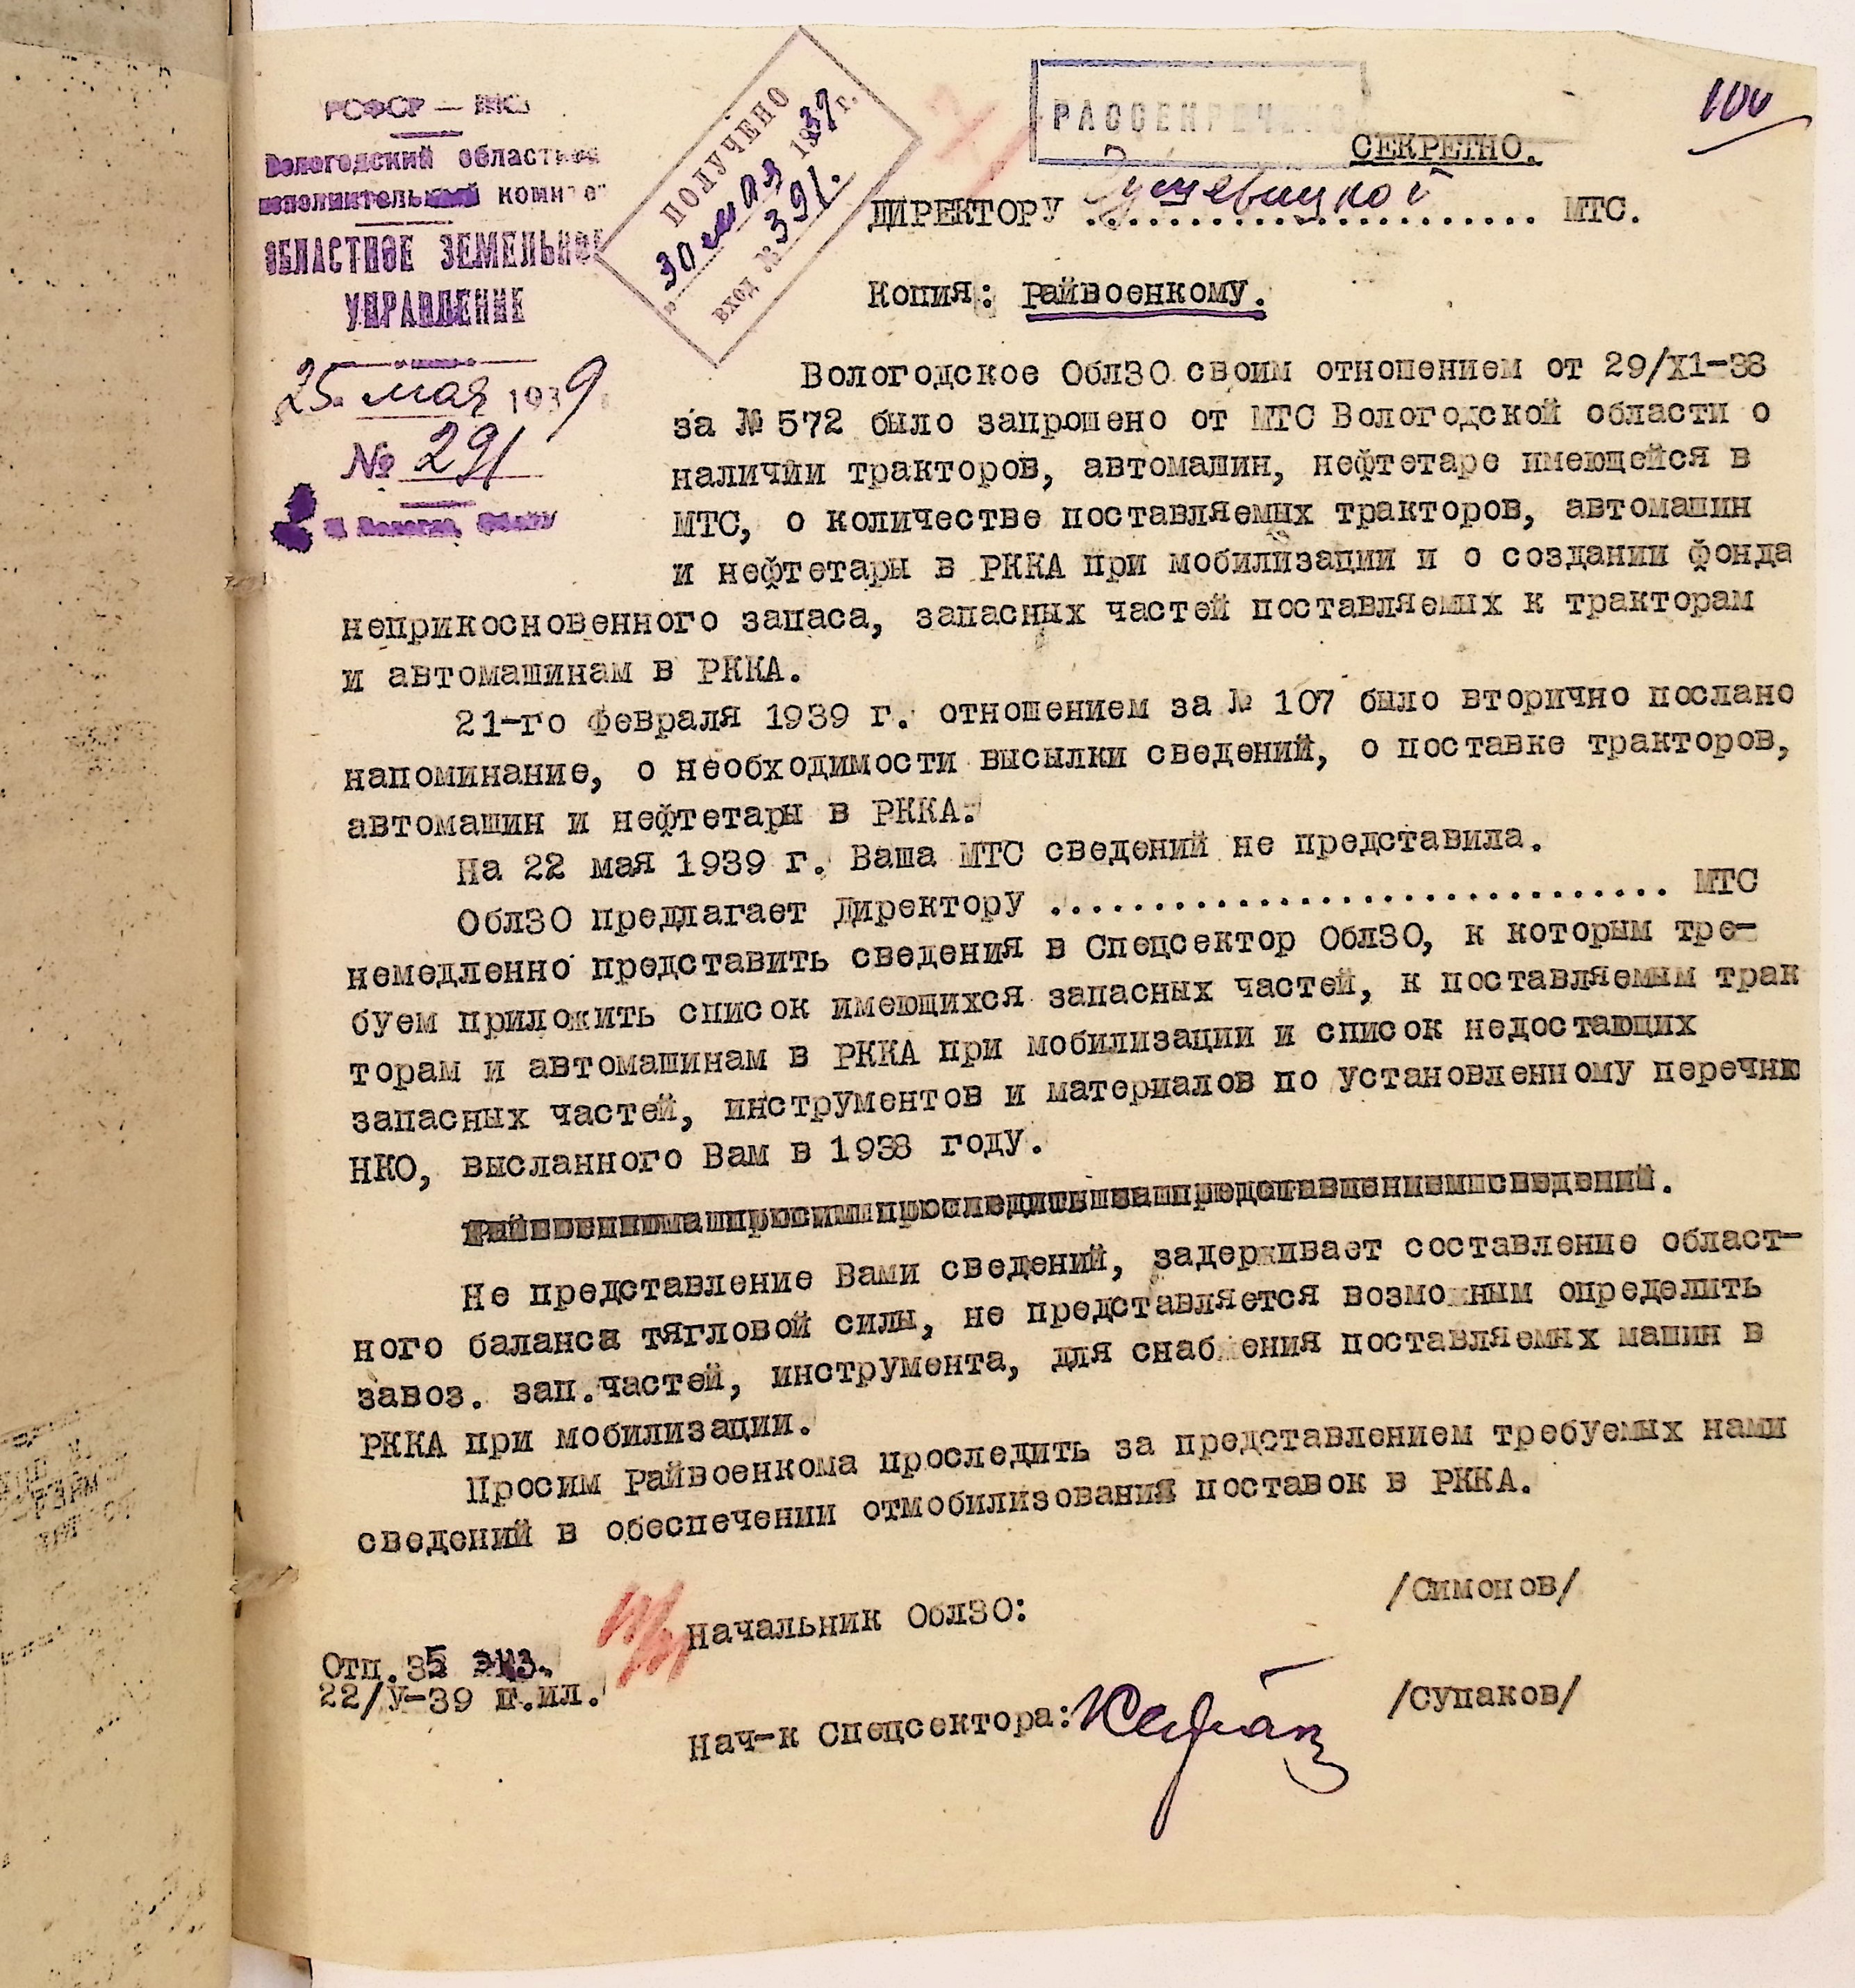 РСФСР —
Вологодский областной
исполнительный комитет
ОБЛАСТНОЕ ЗЕМЕЛЬНОЕ
УПРАВЛЕНИЕ
25. мая 1939
№ 291
ПОЛУЧЕНО
30 мая 1939 г.
ВХОД № 391.
РАССЕКРЕЧЕНО
100
СЕКРЕТНО.
ДИРЕКТОРУ .................... МТС.
Копия: Райвоенкому.
Вологодское ОблЗО своим отношением от 29/XI-38
за № 572 было запрошено от МТС Вологодской области о
наличии тракторов, автомашин, нефтетаре имеющейся в
МТС, о количестве поставляемых тракторов, автомашин
и нефтетары в РККА при мобилизации и о создании фонда
неприкосновенного запаса, запасных частей поставляемых к тракторам
и автомашинам в РККА.
21-го февраля 1939 г. отношением за № 107 было вторично послано
напоминание, о необходимости высылки сведений, о поставке тракторов,
автомашин и нефтетары в РККА.
На 22 мая 1939 г. Ваша МТС сведений не представила.
ОблЗО предлагает Директору .............................. МТС
немедленно представить сведения в Спецсектор ОблЗО, к которым тре-
буем приложить список имеющихся запасных частей, к поставляемым трак
торам и автомашинам в РККА при мобилизации и список недостающих
запасных частей, инструментов и материалов по установленному перечню
НКО, высланного Вам в 1938 году.
Райвоенкома просим проследить за представлением сведений.
Не представление Вами сведений, задерживает составление област-
ного баланса тягловой силы, не представляется возможным определить
завоз. зап.частей, инструмента, для снабжения поставляемых машин в
РККА при мобилизации.
Просим Райвоенкома проследить за представлением требуемых нами
сведений в обеспечении отмобилизования поставок в РККА.
Начальник ОблЗО: /Симонов/
Отп.35 экз.
22/V-39 г.ил.
Нач-к Спецсектора: /Супаков/